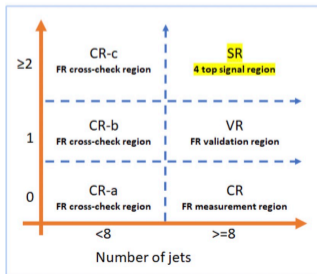 ≥2
CR-c
FR cross-check region
SR
4 top signal region
1
CR-b
FR cross-check region
VR
FR validation region
0
CR-a
FR cross-check region
CR
FR measurement region
<8
>=8
Number of jets